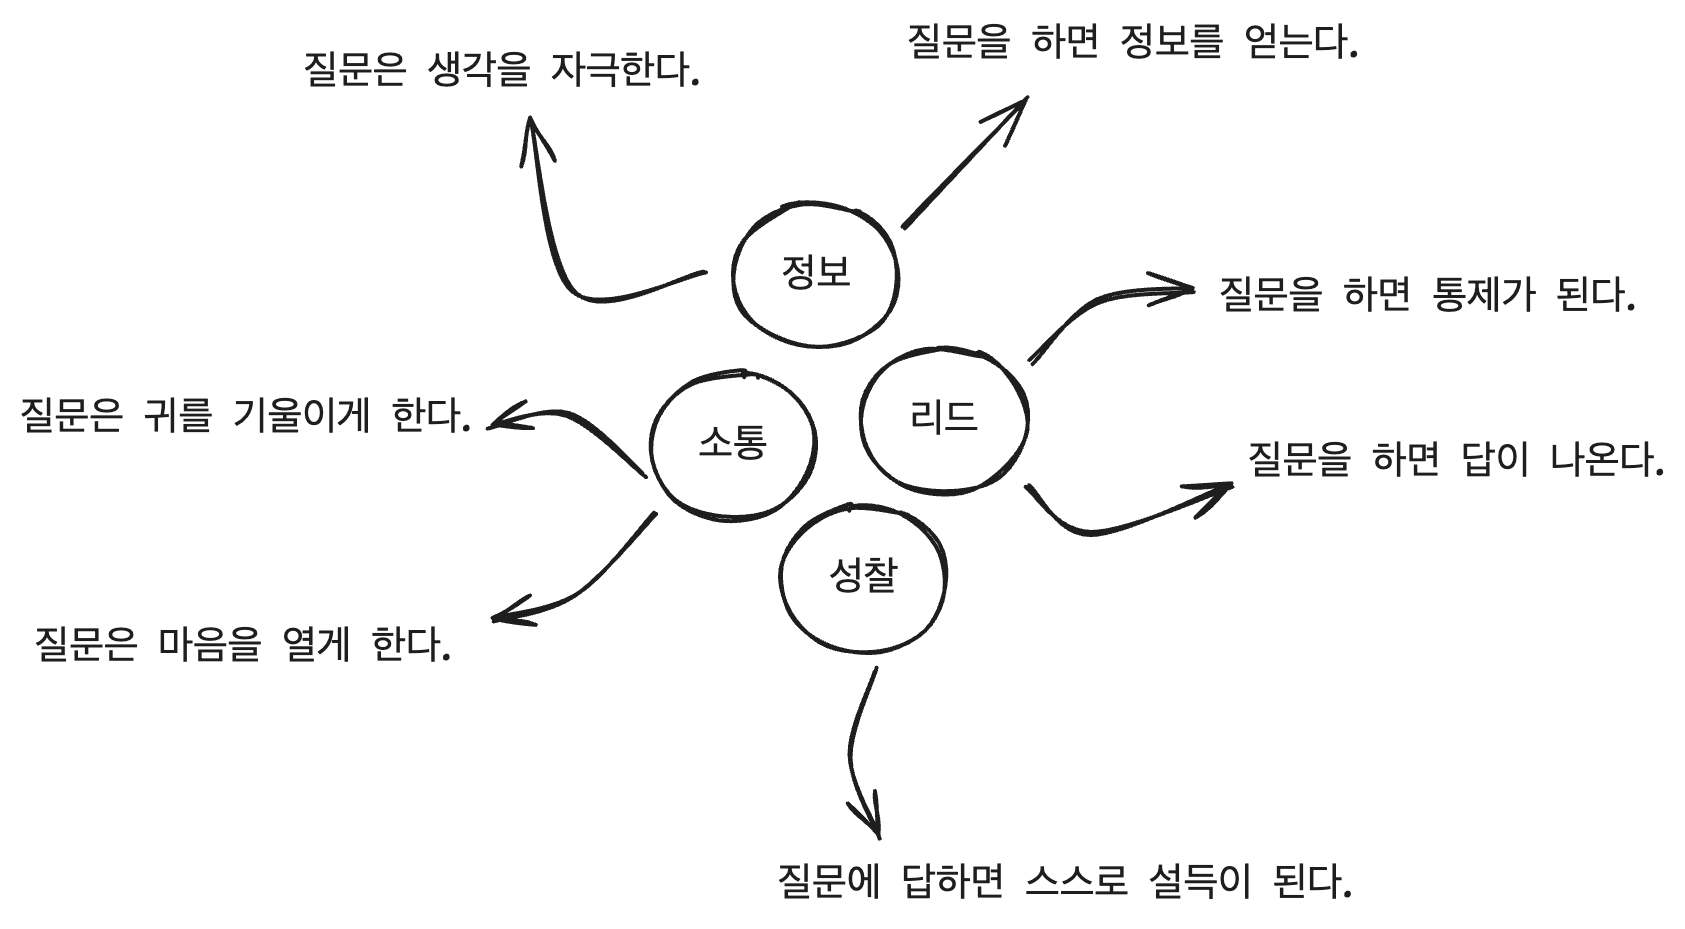 질문은 생각을 자극한다.
질문을 하면 정보를 얻는다.
정보
질문을 하면 통제가 된다.
리드
질문은 귀를 기울이게 한다.
소통
질문을 하면 답이 나온다.
성찰
질문은 마음을 열게 한다.
질문에 답하면 스스로 설득이 된다.